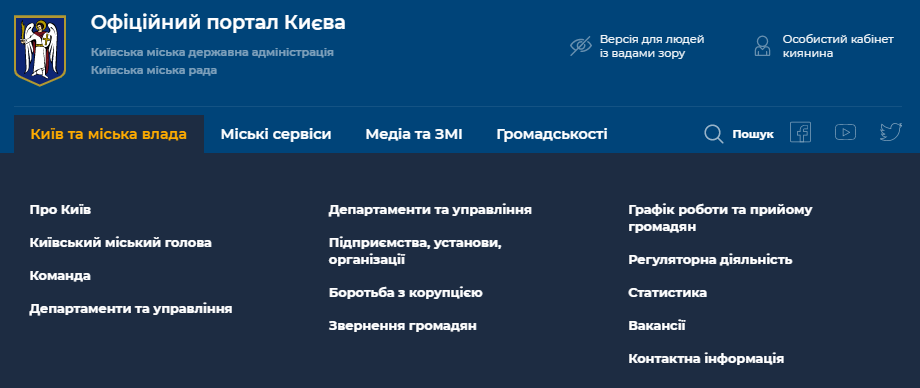 Офіційний портал Києва
Київська міська державна адміністрація
Київська міська рада
Версія для людей
із вадами зору
Особистий кабінет
киянина
Київ та міська влада
Міські сервіси
Медіа та ЗМІ
Громадськості
Пошук
Про Київ
Київський міський голова
Команда
Департаменти та управління
Департаменти та управління
Підприємства, установи,
організації
Боротьба з корупцією
Звернення громадян
Графік роботи та прийому
громадян
Регуляторна діяльність
Статистика
Вакансії
Контактна інформація